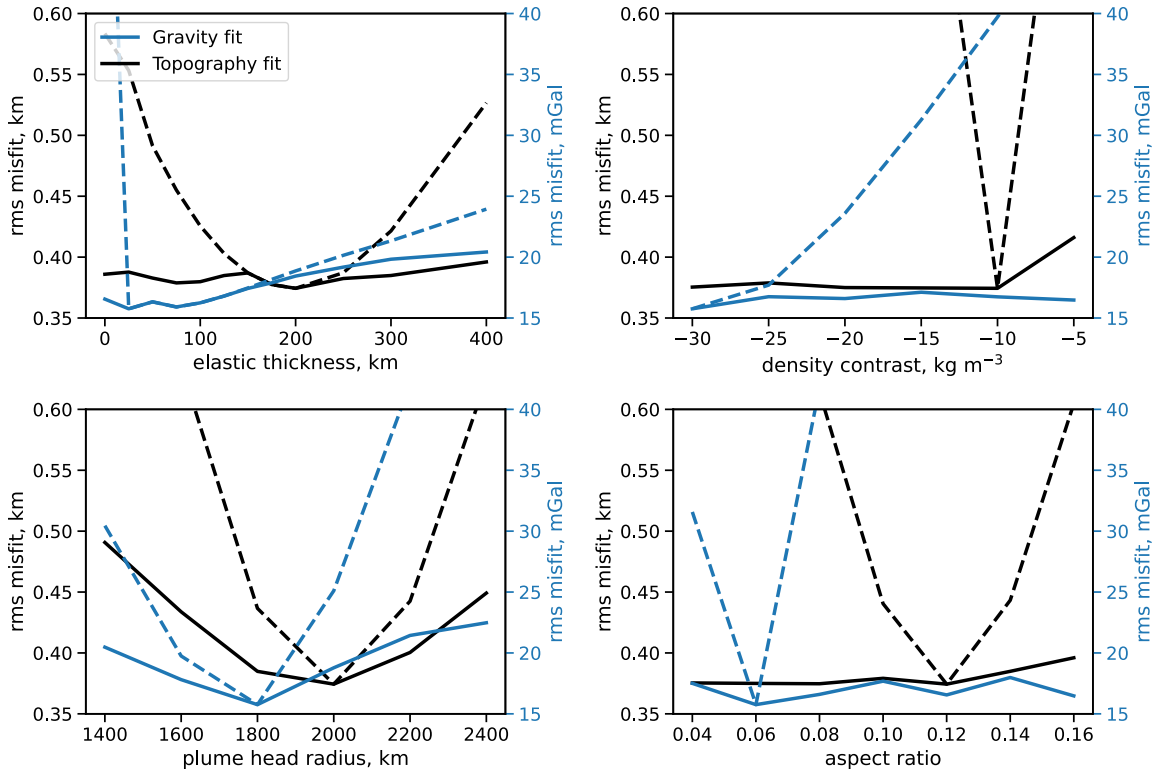 0.60
0.55
0.50
0.45
0.40
0.35
rms misfit, km
0 100 200 300 400
elastic thickness, km
40
35
30
25
20
15
rms misfit, mGal
Gravity fit
Topography fit
0.60
0.55
0.50
0.45
0.40
0.35
rms misfit, km
−30 −25 −20 −15 −10 −5
density contrast, kg m⁻³
40
35
30
25
20
15
rms misfit, mGal
0.60
0.55
0.50
0.45
0.40
0.35
rms misfit, km
1400 1600 1800 2000 2200 2400
plume head radius, km
40
35
30
25
20
15
rms misfit, mGal
0.60
0.55
0.50
0.45
0.40
0.35
rms misfit, km
0.04 0.06 0.08 0.10 0.12 0.14 0.16
aspect ratio
40
35
30
25
20
15
rms misfit, mGal